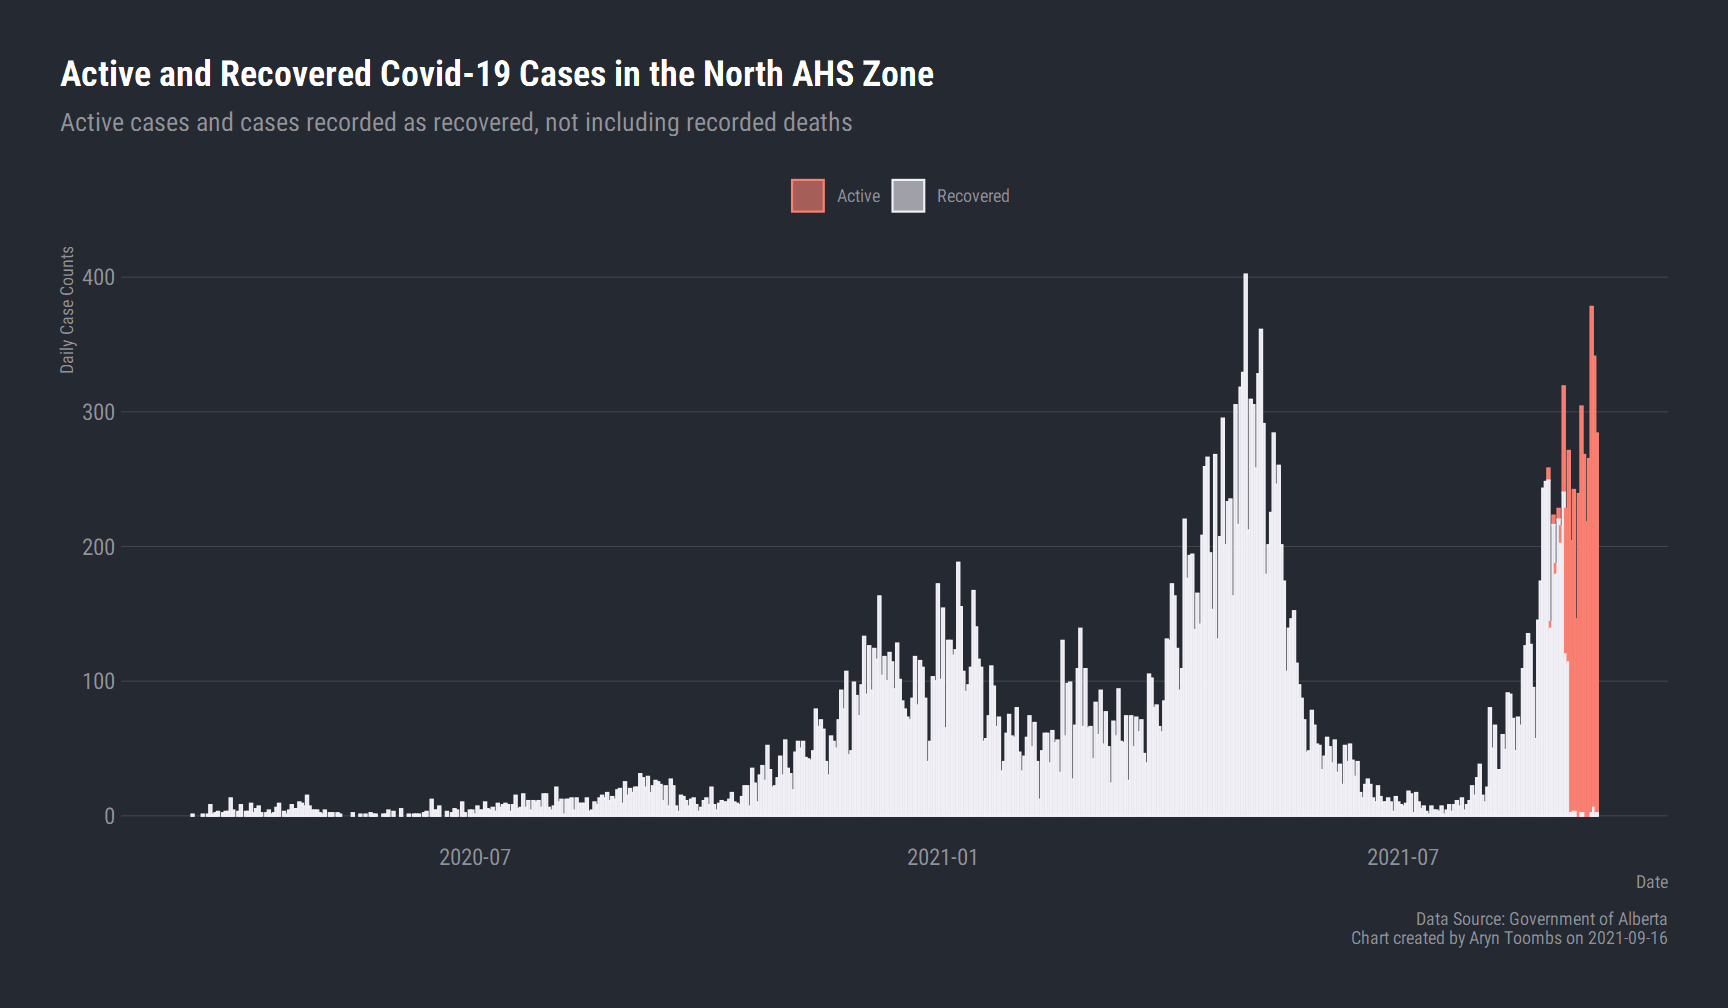 Active and Recovered Covid-19 Cases in the North AHS Zone
Active cases and cases recorded as recovered, not including recorded deaths
Active
Recovered
Daily Case Counts
400
300
200
100
0
2020-07
2021-01
2021-07
Date
Data Source: Government of Alberta
Chart created by Aryn Toombs on 2021-09-16